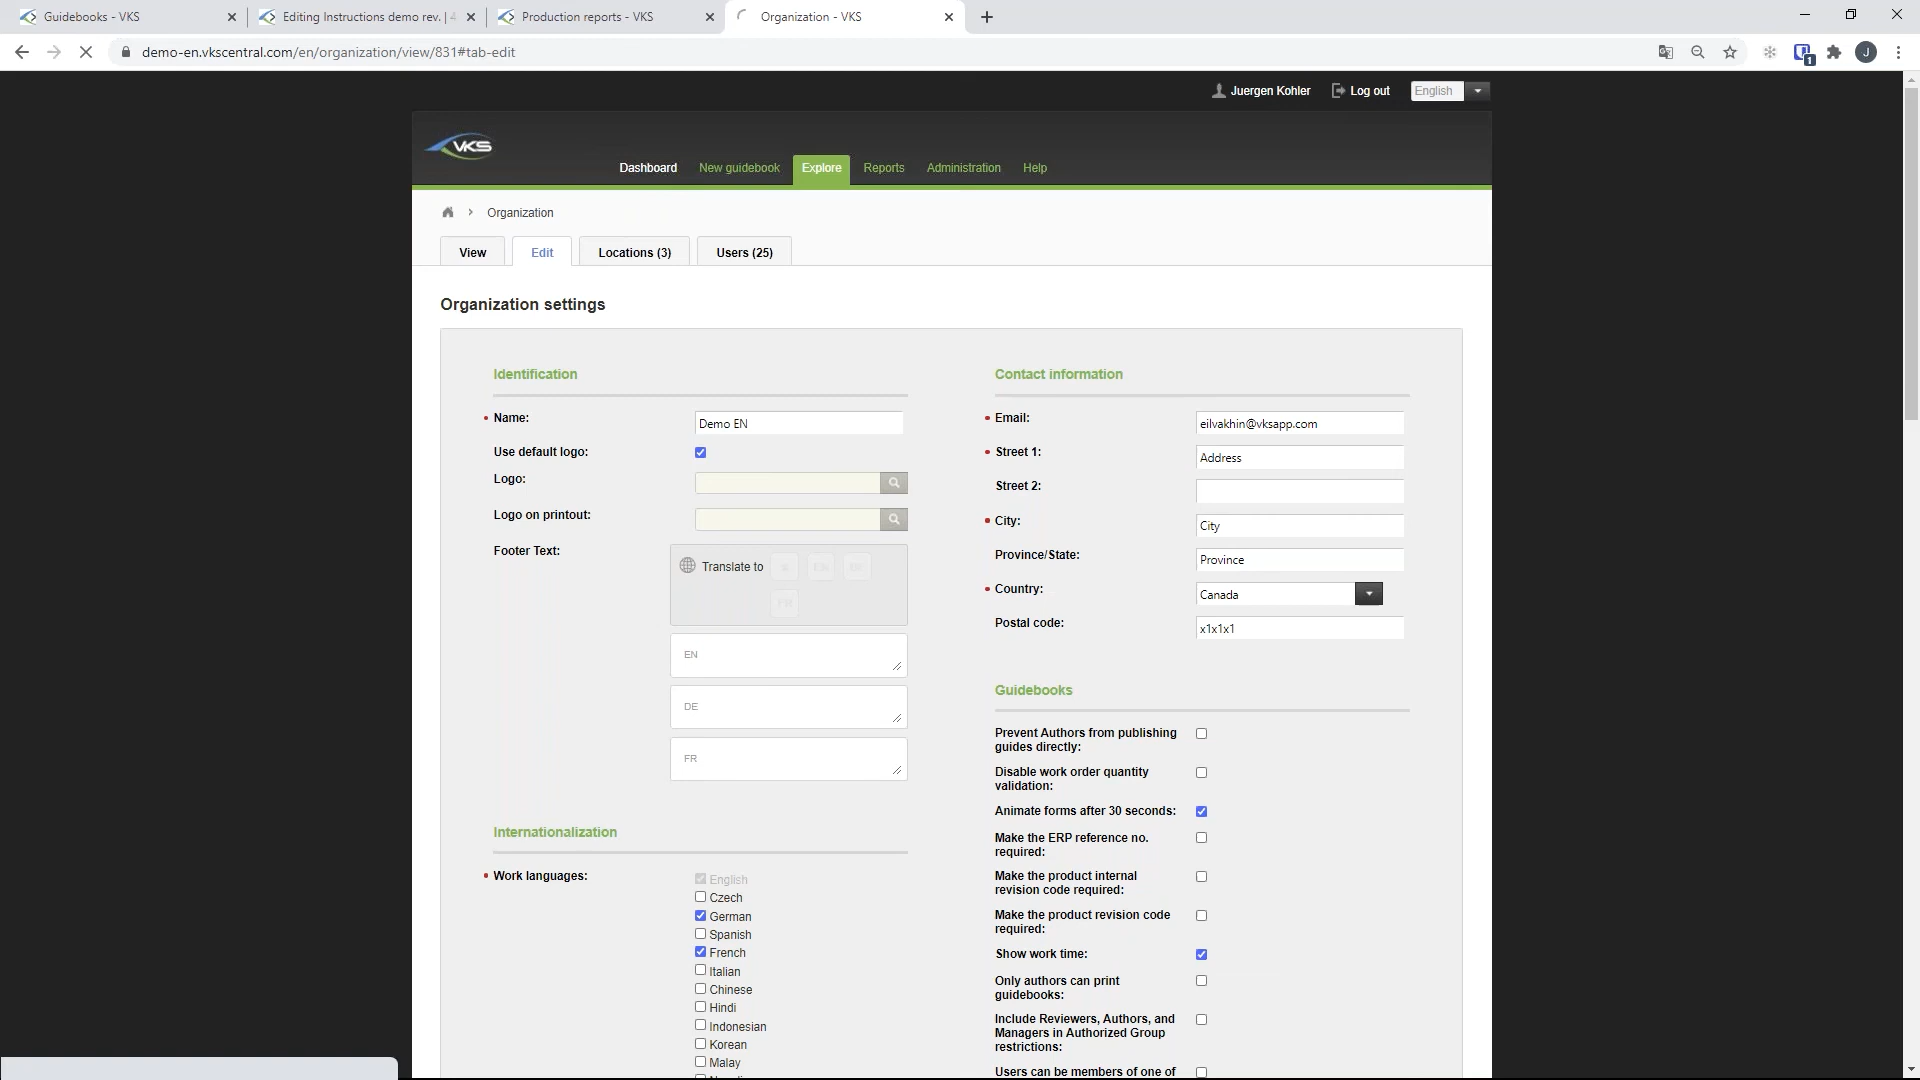 Guidebooks - VKS
Editing Instructions demo rev. | 4
Production reports - VKS
Organization - VKS
demo-en.vkscentral.com/en/organization/view/831#tab-edit
1
J
Juergen Kohler
Log out
English
VKS
Dashboard
New guidebook
Explore
Reports
Administration
Help
Organization
View
Edit
Locations (3)
Users (25)
Organization settings
Identification
Name:
Demo EN
Use default logo:
Logo:
Logo on printout:
Footer Text:
Translate to
EN
DE
FR
Internationalization
Work languages:
English
Czech
German
Spanish
French
Italian
Chinese
Hindi
Indonesian
Korean
Malay
Contact information
Email:
eilvakhin@vksapp.com
Street 1:
Address
Street 2:
City:
City
Province/State:
Province
Country:
Canada
Postal code:
x1x1x1
Guidebooks
Prevent Authors from publishing
guides directly:
Disable work order quantity
validation:
Animate forms after 30 seconds:
Make the ERP reference no.
required:
Make the product internal
revision code required:
Make the product revision code
required:
Show work time:
Only authors can print
guidebooks:
Include Reviewers, Authors, and
Managers in Authorized Group
restrictions:
Users can be members of one of